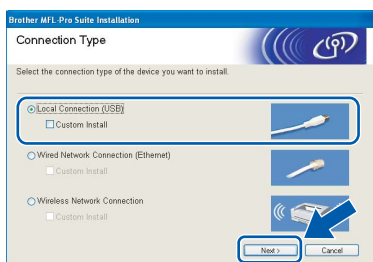 Brother MFL-Pro Suite Installation
Connection Type
Select the connection type of the device you want to install.
Local Connection (USB)
Custom Install
Wired Network Connection (Ethernet)
Custom Install
Wireless Network Connection
Custom Install
Next >
Cancel